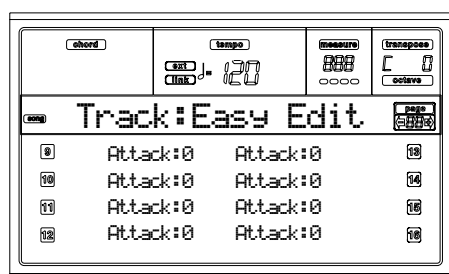 chord tempo measure transpose
ext link ♩= 120 888 C 0
octave
song Track:Easy Edit page 88
9 Attack:0 Attack:0 13
10 Attack:0 Attack:0 14
11 Attack:0 Attack:0 15
12 Attack:0 Attack:0 16